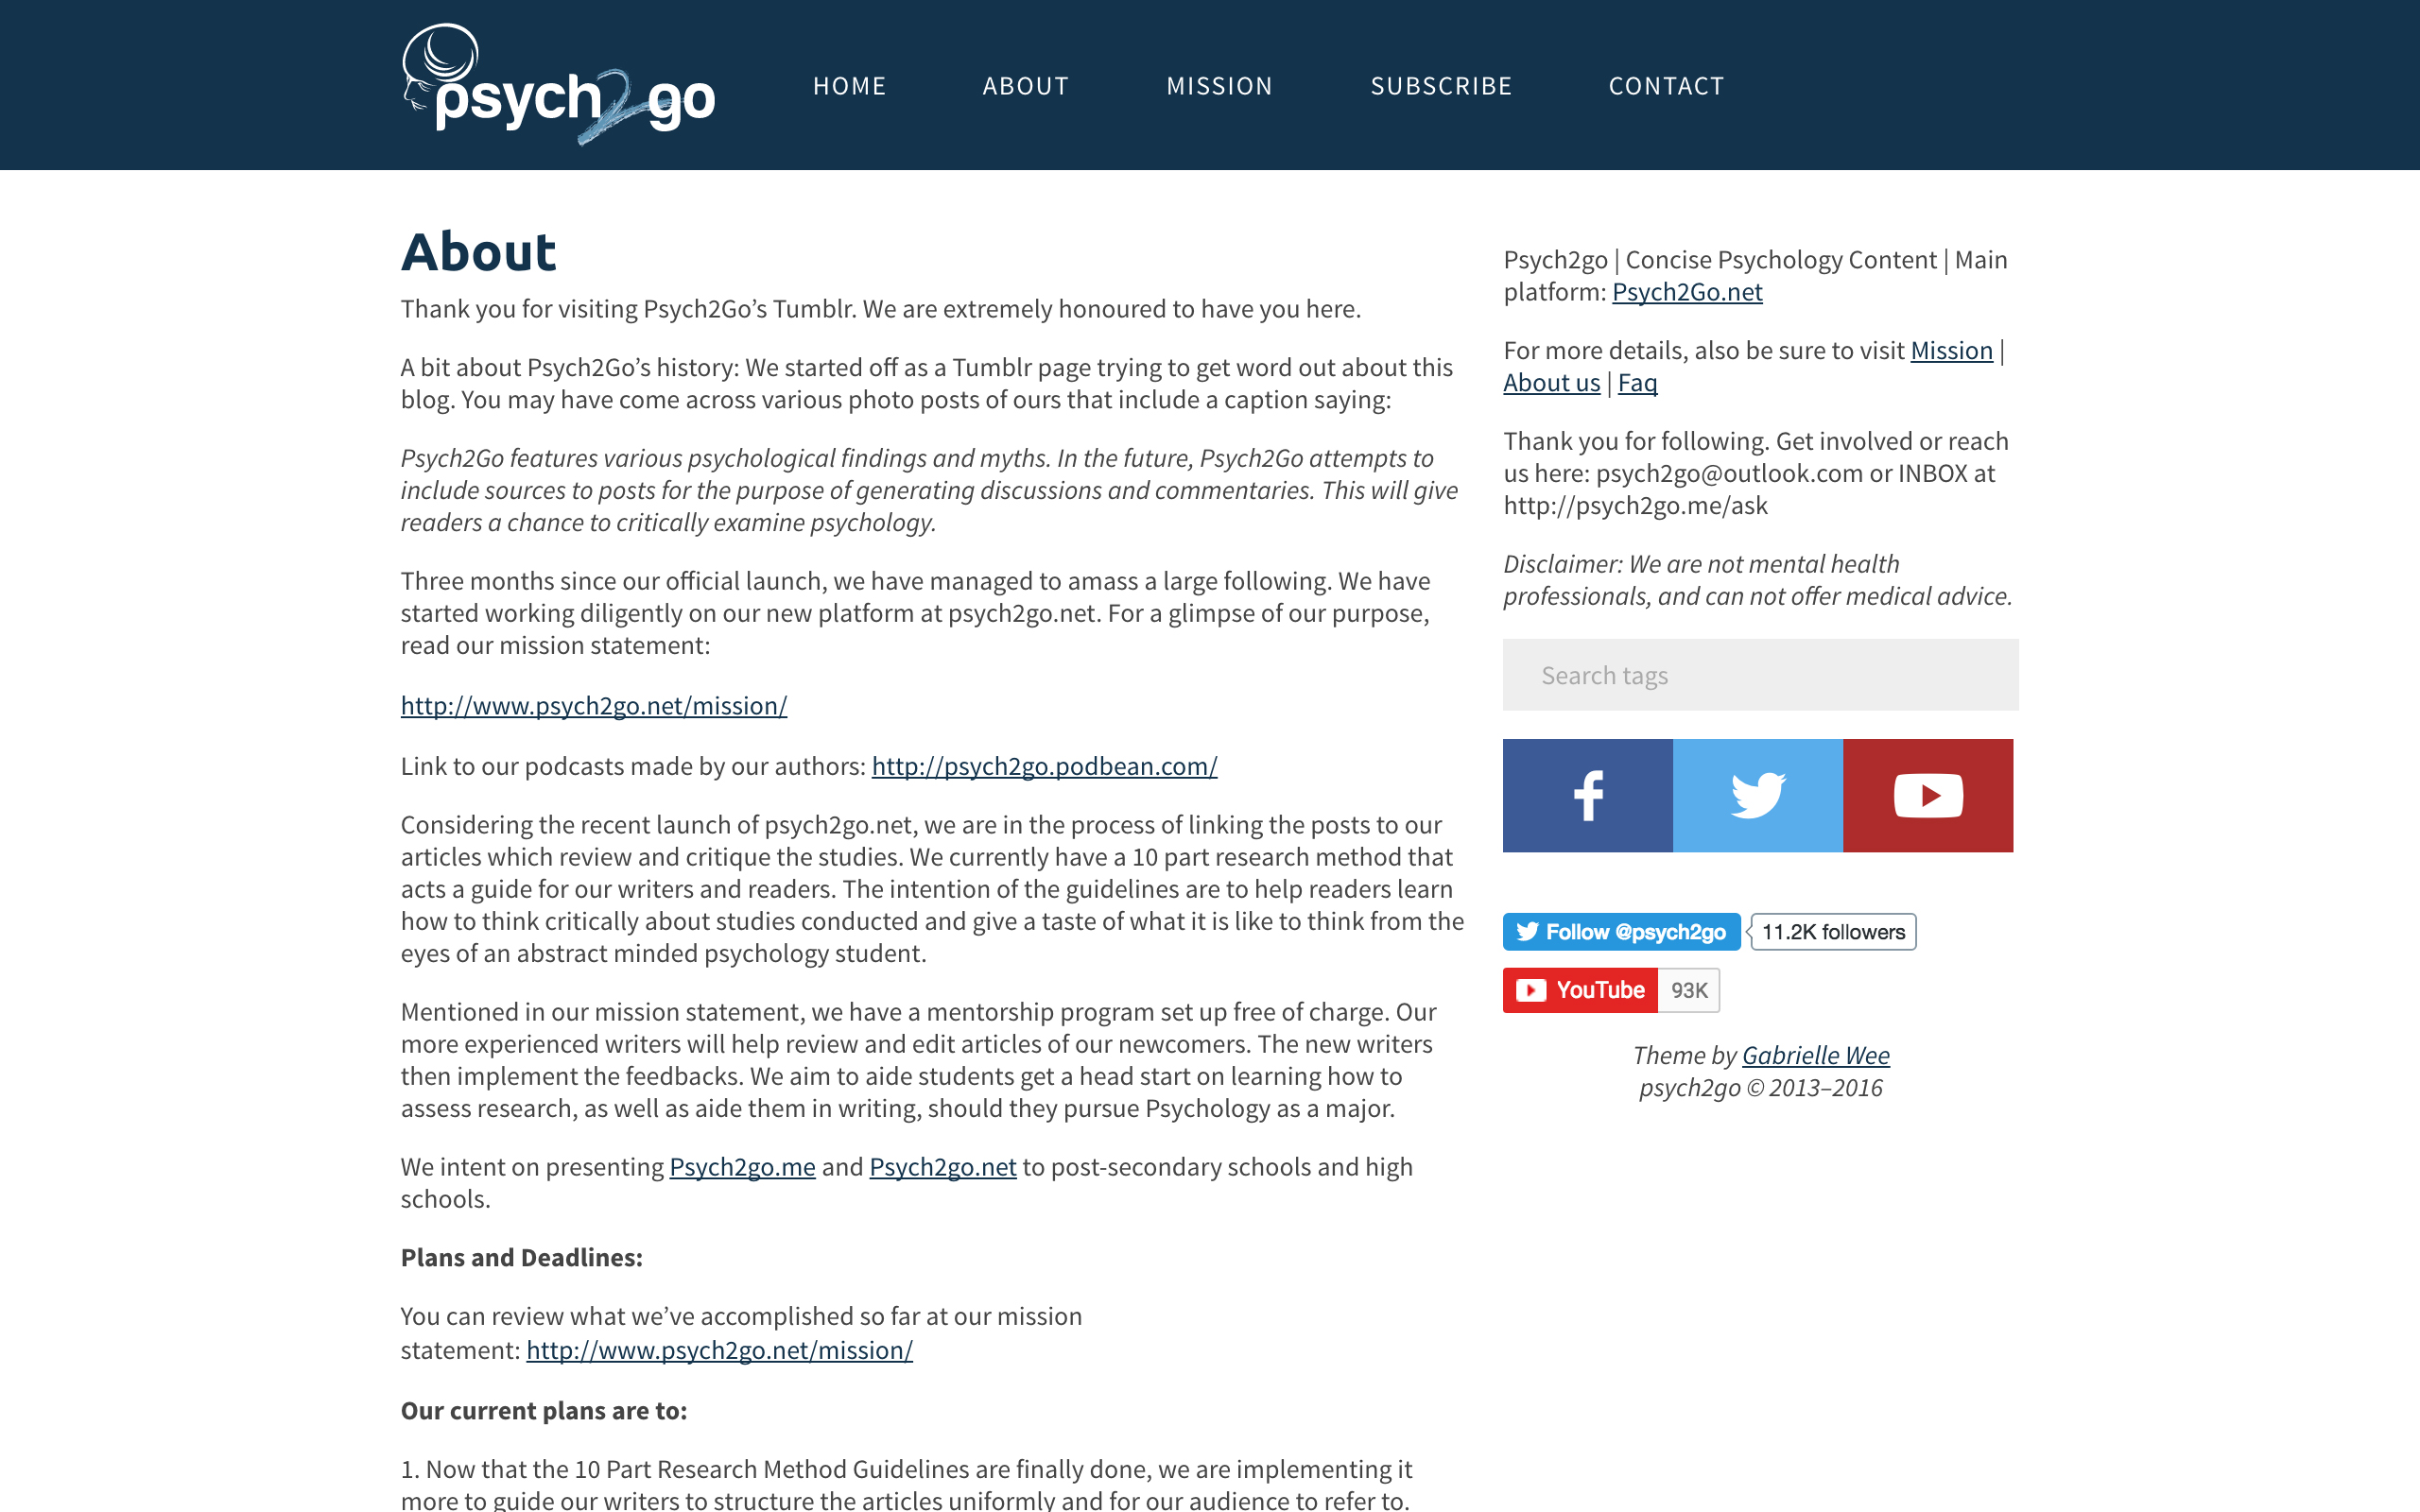 psych2go
HOME ABOUT MISSION SUBSCRIBE CONTACT
About
Thank you for visiting Psych2Go’s Tumblr. We are extremely honoured to have you here.
A bit about Psych2Go’s history: We started off as a Tumblr page trying to get word out about this
blog. You may have come across various photo posts of ours that include a caption saying:
Psych2Go features various psychological findings and myths. In the future, Psych2Go attempts to
include sources to posts for the purpose of generating discussions and commentaries. This will give
readers a chance to critically examine psychology.
Three months since our official launch, we have managed to amass a large following. We have
started working diligently on our new platform at psych2go.net. For a glimpse of our purpose,
read our mission statement:
http://www.psych2go.net/mission/
Link to our podcasts made by our authors: http://psych2go.podbean.com/
Considering the recent launch of psych2go.net, we are in the process of linking the posts to our
articles which review and critique the studies. We currently have a 10 part research method that
acts a guide for our writers and readers. The intention of the guidelines are to help readers learn
how to think critically about studies conducted and give a taste of what it is like to think from the
eyes of an abstract minded psychology student.
Mentioned in our mission statement, we have a mentorship program set up free of charge. Our
more experienced writers will help review and edit articles of our newcomers. The new writers
then implement the feedbacks. We aim to aide students get a head start on learning how to
assess research, as well as aide them in writing, should they pursue Psychology as a major.
We intent on presenting Psych2go.me and Psych2go.net to post-secondary schools and high
schools.
Plans and Deadlines:
You can review what we’ve accomplished so far at our mission
statement: http://www.psych2go.net/mission/
Our current plans are to:
1. Now that the 10 Part Research Method Guidelines are finally done, we are implementing it
more to guide our writers to structure the articles uniformly and for our audience to refer to.
Psych2go | Concise Psychology Content | Main
platform: Psych2Go.net
For more details, also be sure to visit Mission |
About us | Faq
Thank you for following. Get involved or reach
us here: psych2go@outlook.com or INBOX at
http://psych2go.me/ask
Disclaimer: We are not mental health
professionals, and can not offer medical advice.
Search tags
Follow @psych2go 11.2K followers
YouTube 93K
Theme by Gabrielle Wee
psych2go © 2013–2016